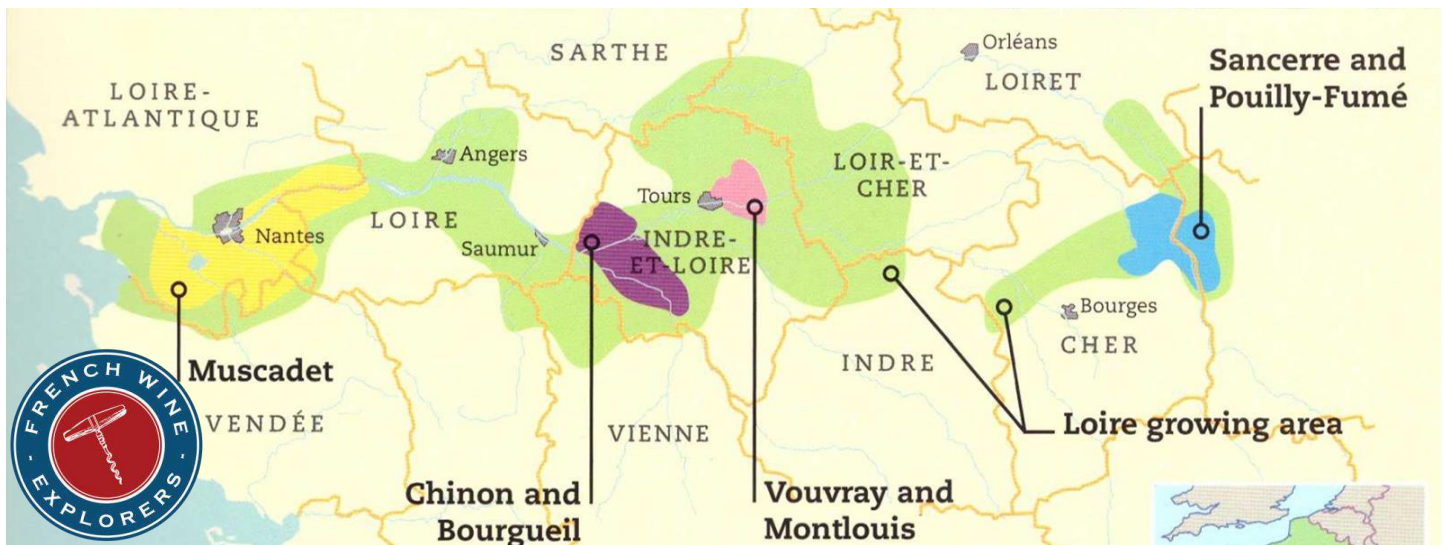 SARTHE
Orléans
LOIRET
Sancerre and
Pouilly-Fumé
LOIRE-
ATLANTIQUE
Angers
LOIR-ET-
CHER
Tours
Nantes
LOIRE
Saumur
INDRE-
ET-LOIRE
Bourges
CHER
INDRE
Muscadet
VENDÉE
VIENNE
Loire growing area
Chinon and
Bourgueil
Vouvray and
Montlouis
FRENCH WINE
EXPLORERS